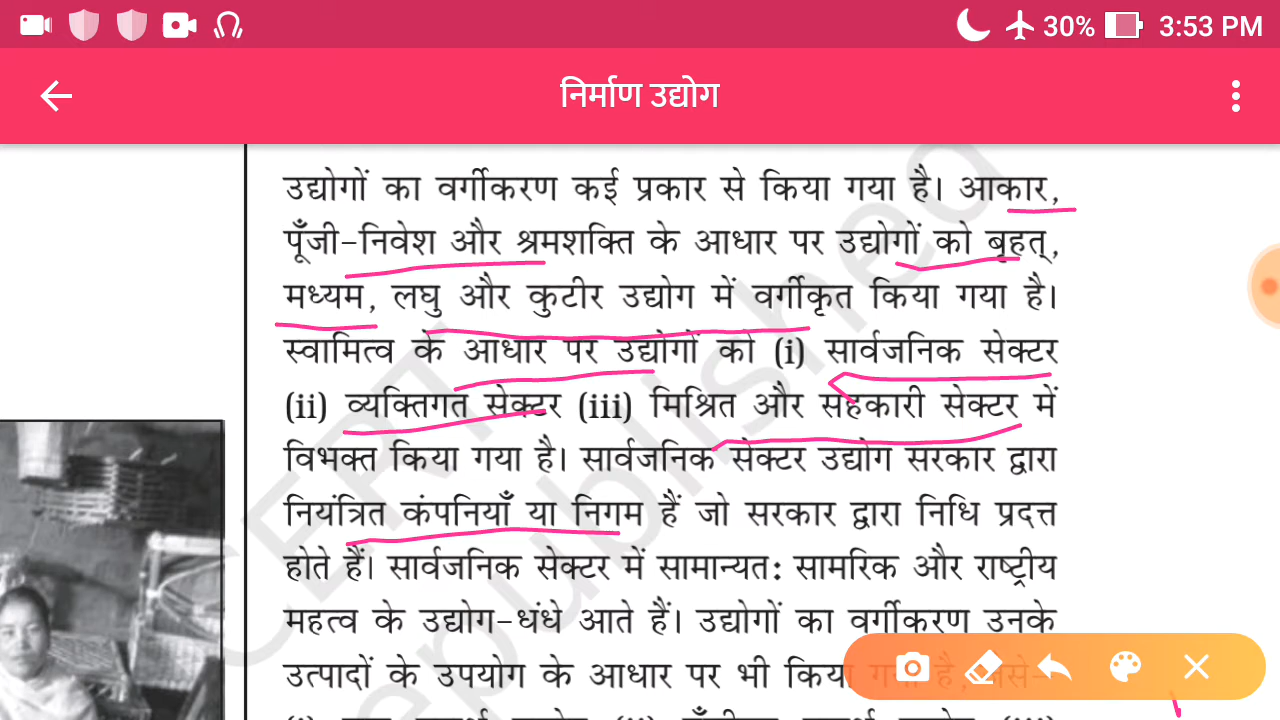 30% 3:53 PM
निर्माण उद्योग
उद्योगों का वर्गीकरण कई प्रकार से किया गया है। आकार,
पूँजी-निवेश और श्रमशक्ति के आधार पर उद्योगों को बृहत्,
मध्यम, लघु और कुटीर उद्योग में वर्गीकृत किया गया है।
स्वामित्व के आधार पर उद्योगों को (i) सार्वजनिक सेक्टर
(ii) व्यक्तिगत सेक्टर (iii) मिश्रित और सहकारी सेक्टर में
विभक्त किया गया है। सार्वजनिक सेक्टर उद्योग सरकार द्वारा
नियंत्रित कंपनियाँ या निगम हैं जो सरकार द्वारा निधि प्रदत्त
होते हैं। सार्वजनिक सेक्टर में सामान्यत: सामरिक और राष्ट्रीय
महत्व के उद्योग-धंधे आते हैं। उद्योगों का वर्गीकरण उनके
उत्पादों के उपयोग के आधार पर भी किया गया है, जैसे-